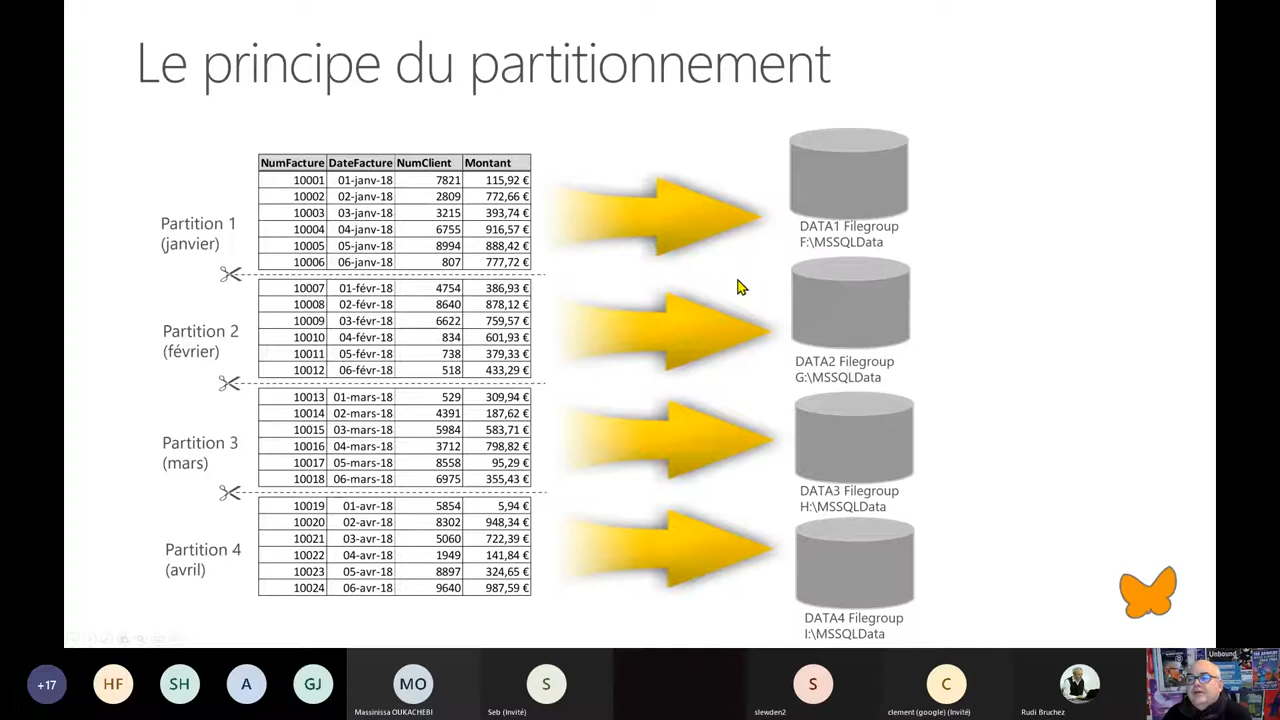 Le principe du partitionnement
NumFacture DateFacture NumClient Montant
10001 01-janv-18 7821 115,92 €
10002 02-janv-18 2809 772,66 €
10003 03-janv-18 3215 393,74 €
10004 04-janv-18 6755 916,57 €
10005 05-janv-18 8994 888,42 €
10006 06-janv-18 807 777,72 €
Partition 1
(janvier)
DATA1 Filegroup
F:\MSSQLData
10007 01-févr-18 4754 386,93 €
10008 02-févr-18 8640 878,12 €
10009 03-févr-18 6622 759,57 €
10010 04-févr-18 834 601,93 €
10011 05-févr-18 738 379,33 €
10012 06-févr-18 518 433,29 €
Partition 2
(février)
DATA2 Filegroup
G:\MSSQLData
10013 01-mars-18 529 309,94 €
10014 02-mars-18 4391 187,62 €
10015 03-mars-18 5984 583,71 €
10016 04-mars-18 3712 798,82 €
10017 05-mars-18 8558 95,29 €
10018 06-mars-18 6975 355,43 €
Partition 3
(mars)
DATA3 Filegroup
H:\MSSQLData
10019 01-avr-18 5854 5,94 €
10020 02-avr-18 8302 948,34 €
10021 03-avr-18 5060 722,39 €
10022 04-avr-18 1949 141,84 €
10023 05-avr-18 8897 324,65 €
10024 06-avr-18 9640 987,59 €
Partition 4
(avril)
DATA4 Filegroup
I:\MSSQLData
+17 HF SH A GJ MO S S C
Massinissa OUKACHEBI
Seb (Invité)
slewden2
clement (google) (Invité)
Rudi Bruchez
Unbound